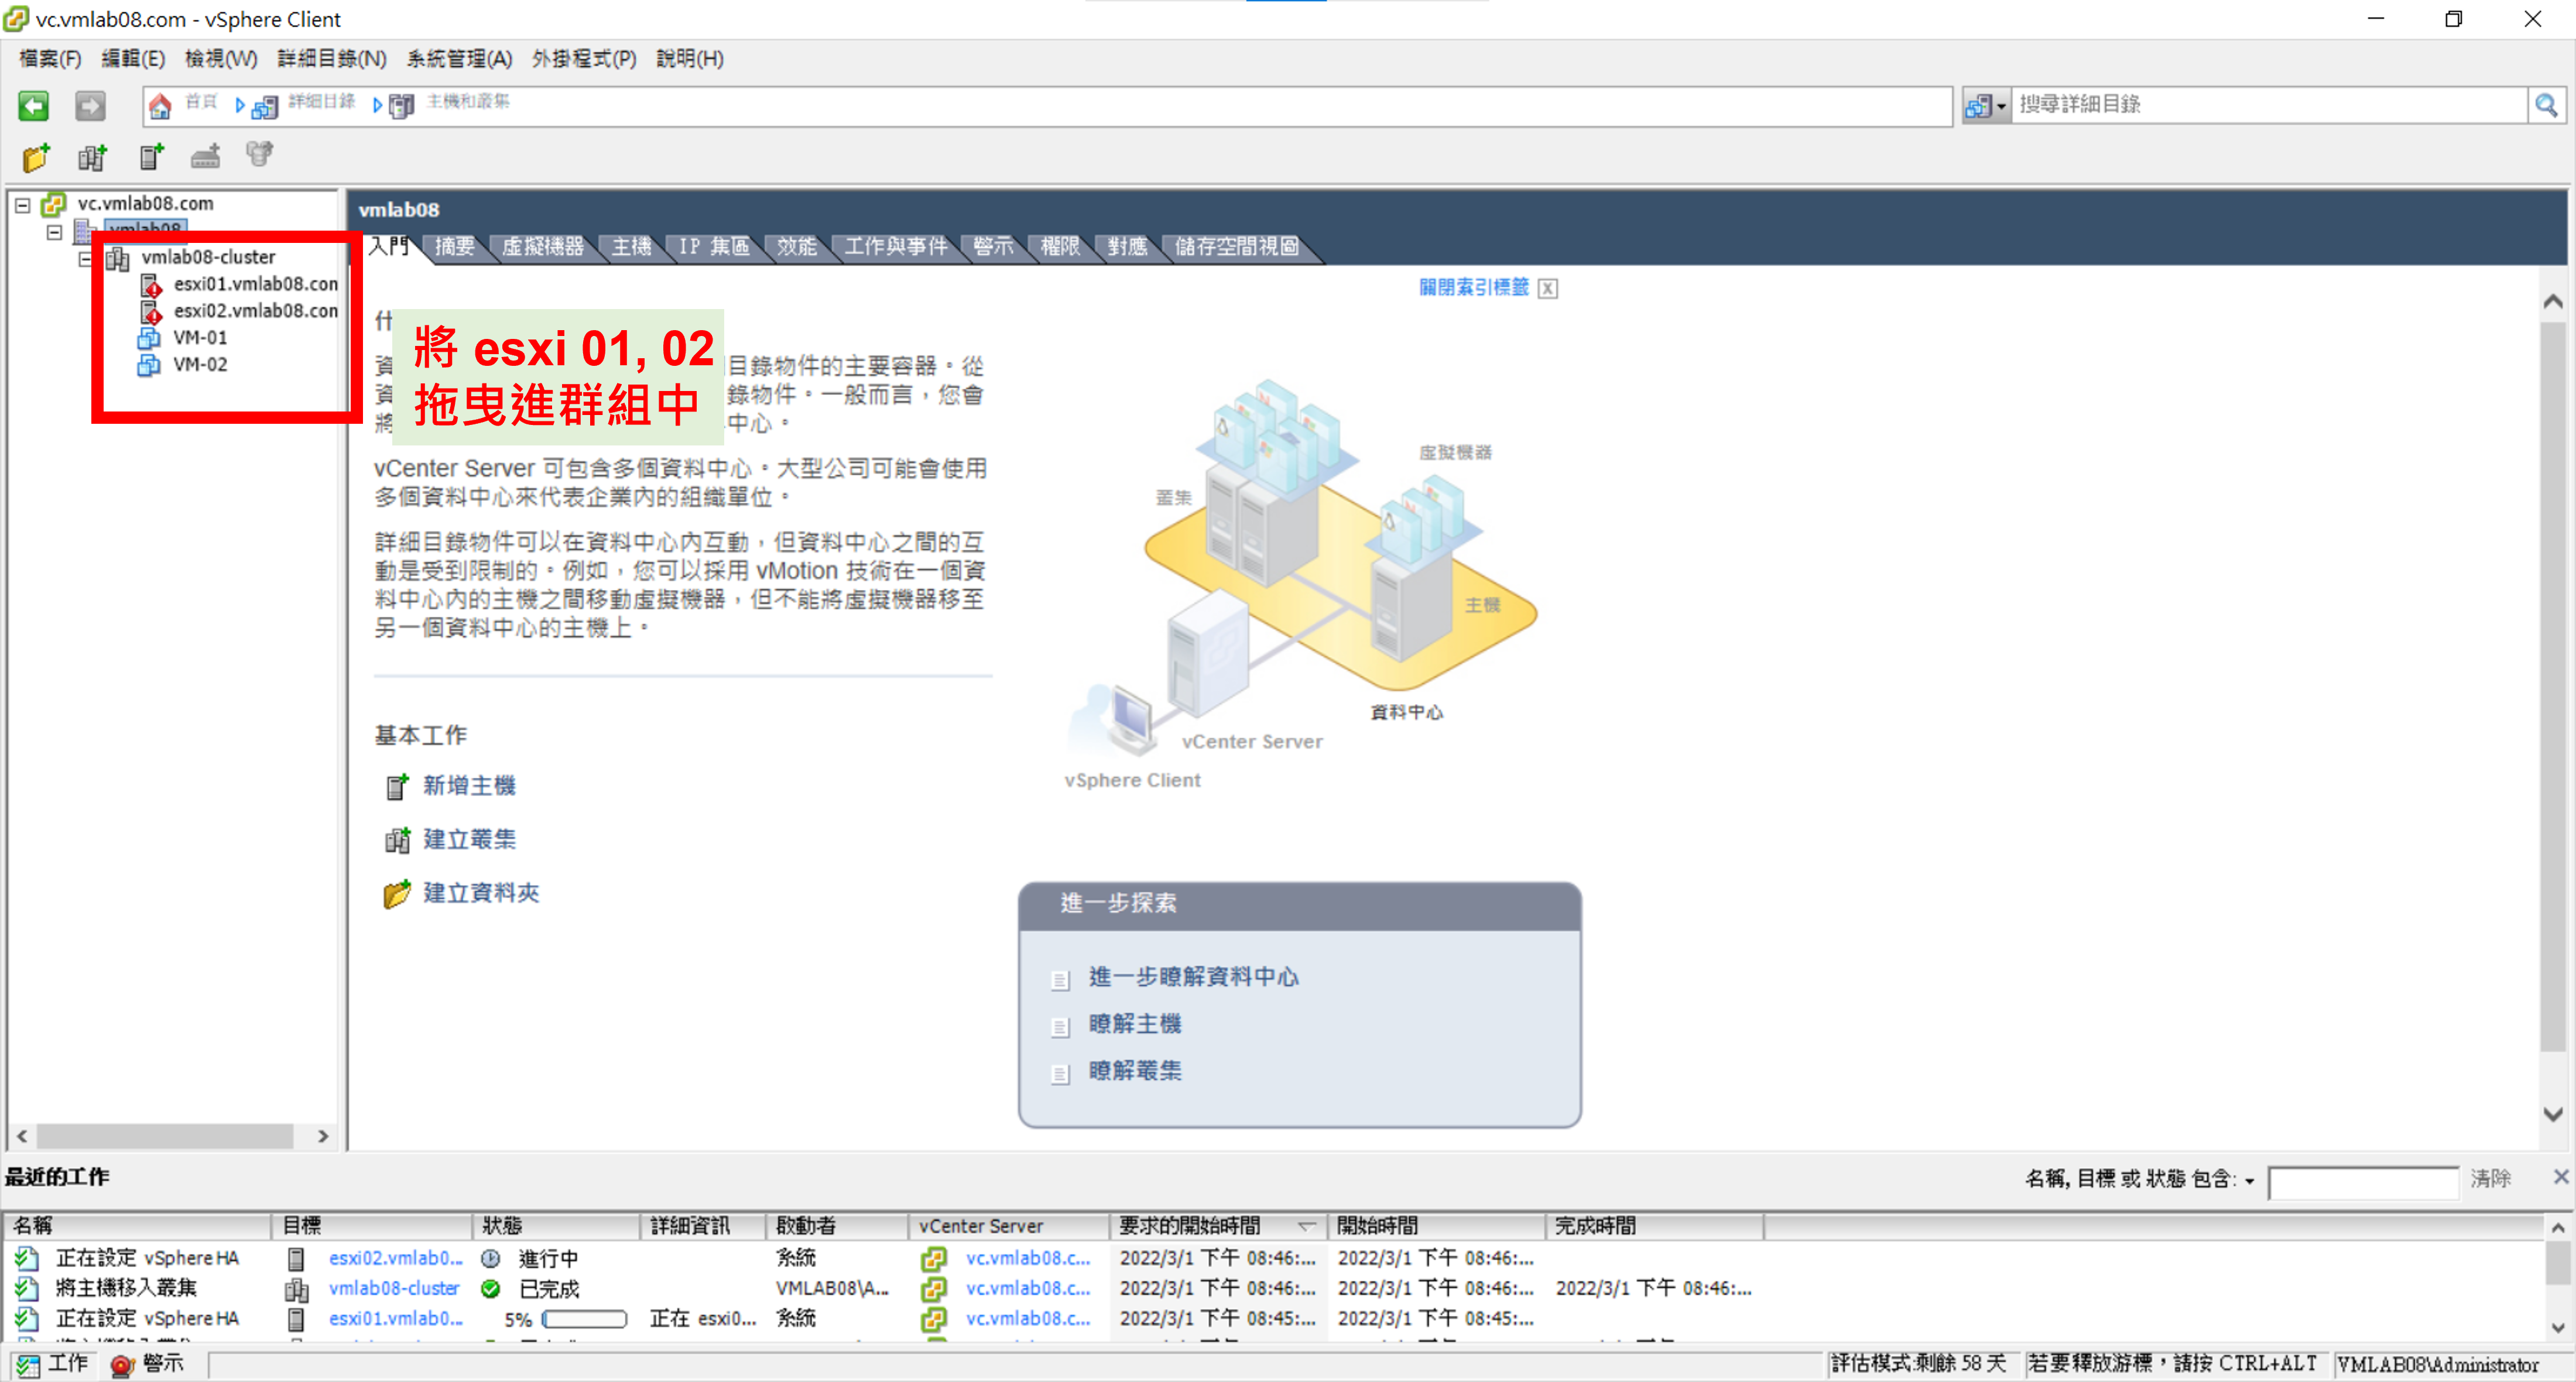 vc.vmlab08.com - vSphere Client
檔案(F) 編輯(E) 檢視(W) 詳細目錄(N) 系統管理(A) 外掛程式(P) 說明(H)
首頁 詳細目錄 主機和叢集 搜尋詳細目錄
vc.vmlab08.com
vmlab08
vmlab08-cluster
esxi01.vmlab08.con
esxi02.vmlab08.con
VM-01
VM-02
vmlab08
入門 摘要 虛擬機器 主機 IP 集區 效能 工作與事件 警示 權限 對應 儲存空間視圖
關閉索引標籤 X
將 esxi 01, 02
拖曳進群組中
目錄物件的主要容器。從
錄物件。一般而言，您會
中心。
vCenter Server 可包含多個資料中心。大型公司可能會使用
多個資料中心來代表企業內的組織單位。
詳細目錄物件可以在資料中心內互動，但資料中心之間的互
動是受到限制的。例如，您可以採用 vMotion 技術在一個資
料中心內的主機之間移動虛擬機器，但不能將虛擬機器移至
另一個資料中心的主機上。
基本工作
新增主機
建立叢集
建立資料夾
虛擬機器
叢集
主機
資料中心
vCenter Server
vSphere Client
進一步探索
進一步瞭解資料中心
瞭解主機
瞭解叢集
最近的工作
名稱, 目標 或 狀態 包含: 清除
名稱 目標 狀態 詳細資訊 啟動者 vCenter Server 要求的開始時間 開始時間 完成時間
正在設定 vSphere HA esxi02.vmlab0... 進行中 系統 vc.vmlab08.c... 2022/3/1 下午 08:46:... 2022/3/1 下午 08:46:...
將主機移入叢集 vmlab08-cluster 已完成 VMLAB08\A... vc.vmlab08.c... 2022/3/1 下午 08:46:... 2022/3/1 下午 08:46:... 2022/3/1 下午 08:46:...
正在設定 vSphere HA esxi01.vmlab0... 5% 正在 esxi0... 系統 vc.vmlab08.c... 2022/3/1 下午 08:45:... 2022/3/1 下午 08:45:...
工作 警示
評估模式:剩餘 58 天 若要釋放游標，請按 CTRL+ALT VMLAB08\Administrator